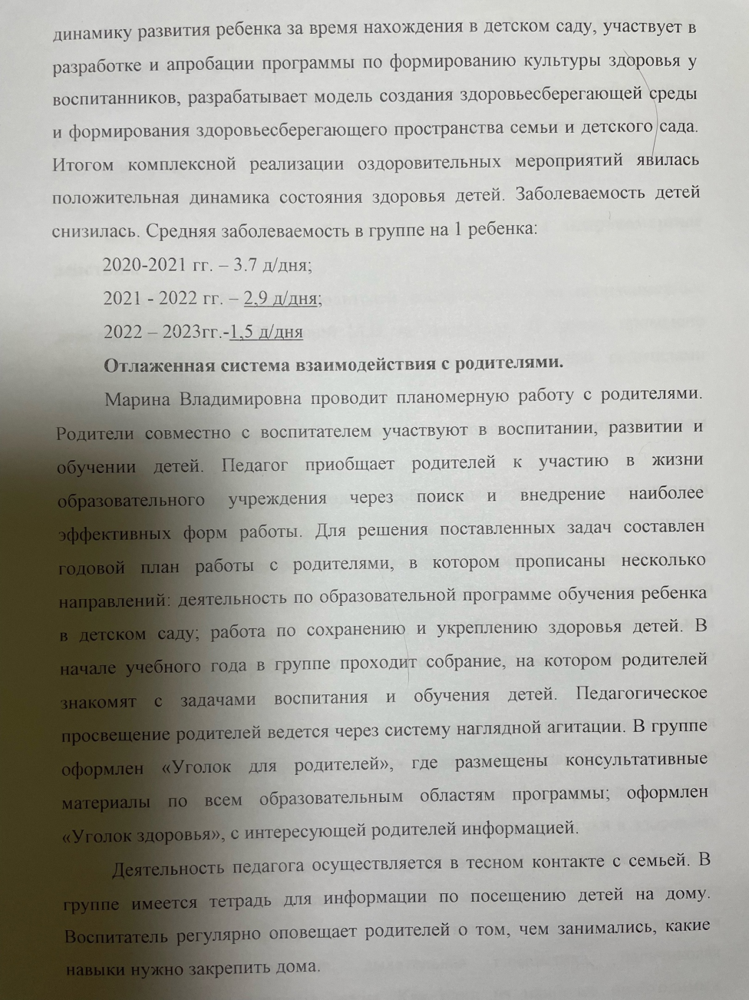 динамику развития ребенка за время нахождения в детском саду, участвует в
разработке и апробации программы по формированию культуры здоровья у
воспитанников, разрабатывает модель создания здоровьесберегающей среды
и формирования здоровьесберегающего пространства семьи и детского сада.
Итогом комплексной реализации оздоровительных мероприятий явилась
положительная динамика состояния здоровья детей. Заболеваемость детей
снизилась. Средняя заболеваемость в группе на 1 ребенка:
2020-2021 гг. – 3.7 д/дня;
2021 - 2022 гг. – 2,9 д/дня;
2022 – 2023гг.-1,5 д/дня
Отлаженная система взаимодействия с родителями.
Марина Владимировна проводит планомерную работу с родителями.
Родители совместно с воспитателем участвуют в воспитании, развитии и
обучении детей. Педагог приобщает родителей к участию в жизни
образовательного учреждения через поиск и внедрение наиболее
эффективных форм работы. Для решения поставленных задач составлен
годовой план работы с родителями, в котором прописаны несколько
направлений: деятельность по образовательной программе обучения ребенка
в детском саду; работа по сохранению и укреплению здоровья детей. В
начале учебного года в группе проходит собрание, на котором родителей
знакомят с задачами воспитания и обучения детей. Педагогическое
просвещение родителей ведется через систему наглядной агитации. В группе
оформлен «Уголок для родителей», где размещены консультативные
материалы по всем образовательным областям программы; оформлен
«Уголок здоровья», с интересующей родителей информацией.
Деятельность педагога осуществляется в тесном контакте с семьей. В
группе имеется тетрадь для информации по посещению детей на дому.
Воспитатель регулярно оповещает родителей о том, чем занимались, какие
навыки нужно закрепить дома.